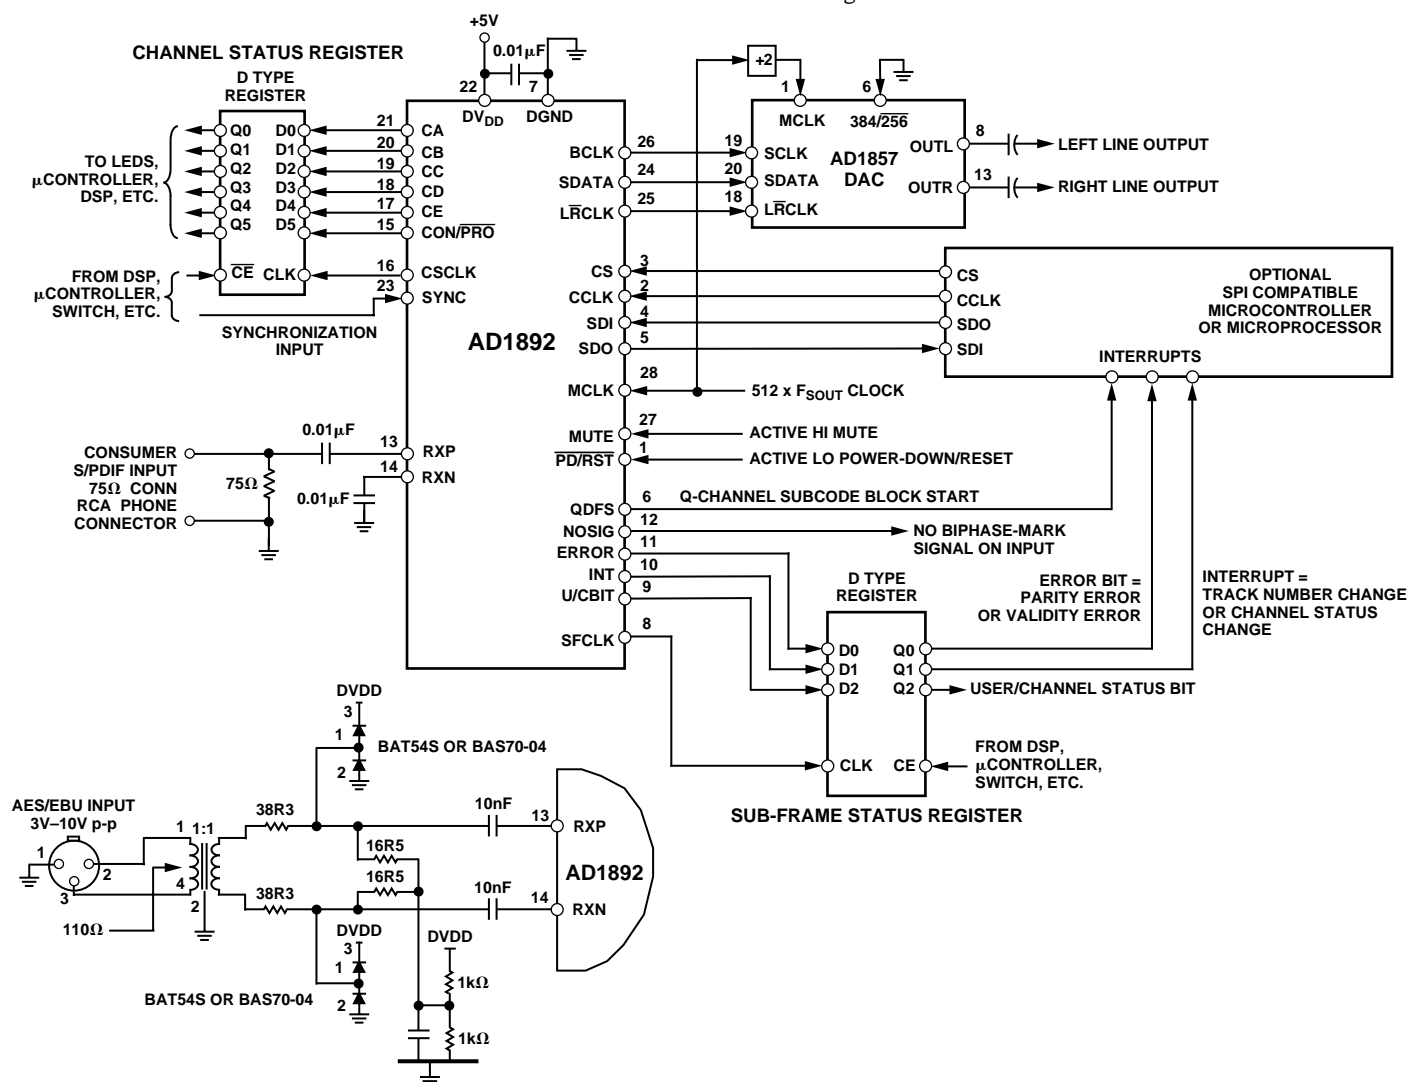 +5V
0.01µF
CHANNEL STATUS REGISTER
D TYPE
REGISTER
22
7
DVDD
DGND
Q0 D0
Q1 D1
Q2 D2
Q3 D3
Q4 D4
Q5 D5
CE CLK
TO LEDS,
µCONTROLLER,
DSP, ETC.
FROM DSP,
µCONTROLLER,
SWITCH, ETC.
21 CA
20 CB
19 CC
18 CD
17 CE
15 CON/PRO
16 CSCLK
23 SYNC
SYNCHRONIZATION
INPUT
AD1892
BCLK 26
SDATA 24
LRCLK 25
CS 3
CCLK 2
SDI 4
SDO 5
MCLK 28
MUTE 27
PD/RST 1
QDFS 6
NOSIG 12
ERROR 11
INT 10
U/CBIT 9
SFCLK 8
+2
1 6
MCLK 384/256
19 SCLK
20 SDATA
18 LRCLK
AD1857
DAC
OUTL 8
OUTR 13
LEFT LINE OUTPUT
RIGHT LINE OUTPUT
CS
CCLK
SDO
SDI
OPTIONAL
SPI COMPATIBLE
MICROCONTROLLER
OR MICROPROCESSOR
INTERRUPTS
512 x FSOUT CLOCK
ACTIVE HI MUTE
ACTIVE LO POWER-DOWN/RESET
Q-CHANNEL SUBCODE BLOCK START
NO BIPHASE-MARK
SIGNAL ON INPUT
ERROR BIT =
PARITY ERROR
OR VALIDITY ERROR
INTERRUPT =
TRACK NUMBER CHANGE
OR CHANNEL STATUS
CHANGE
CONSUMER
S/PDIF INPUT
75Ω CONN
RCA PHONE
CONNECTOR
75Ω
0.01µF
0.01µF
13 RXP
14 RXN
D TYPE
REGISTER
D0 Q0
D1 Q1
D2 Q2
CLK CE
USER/CHANNEL STATUS BIT
FROM DSP,
µCONTROLLER,
SWITCH, ETC.
SUB-FRAME STATUS REGISTER
DVDD
3
1
2
BAT54S OR BAS70-04
AES/EBU INPUT
3V–10V p-p
1
2
3
110Ω
1 1:1
4
2
38R3
38R3
16R5
16R5
10nF
10nF
13 RXP
14 RXN
AD1892
DVDD
3
1
2
BAT54S OR BAS70-04
DVDD
1kΩ
1kΩ